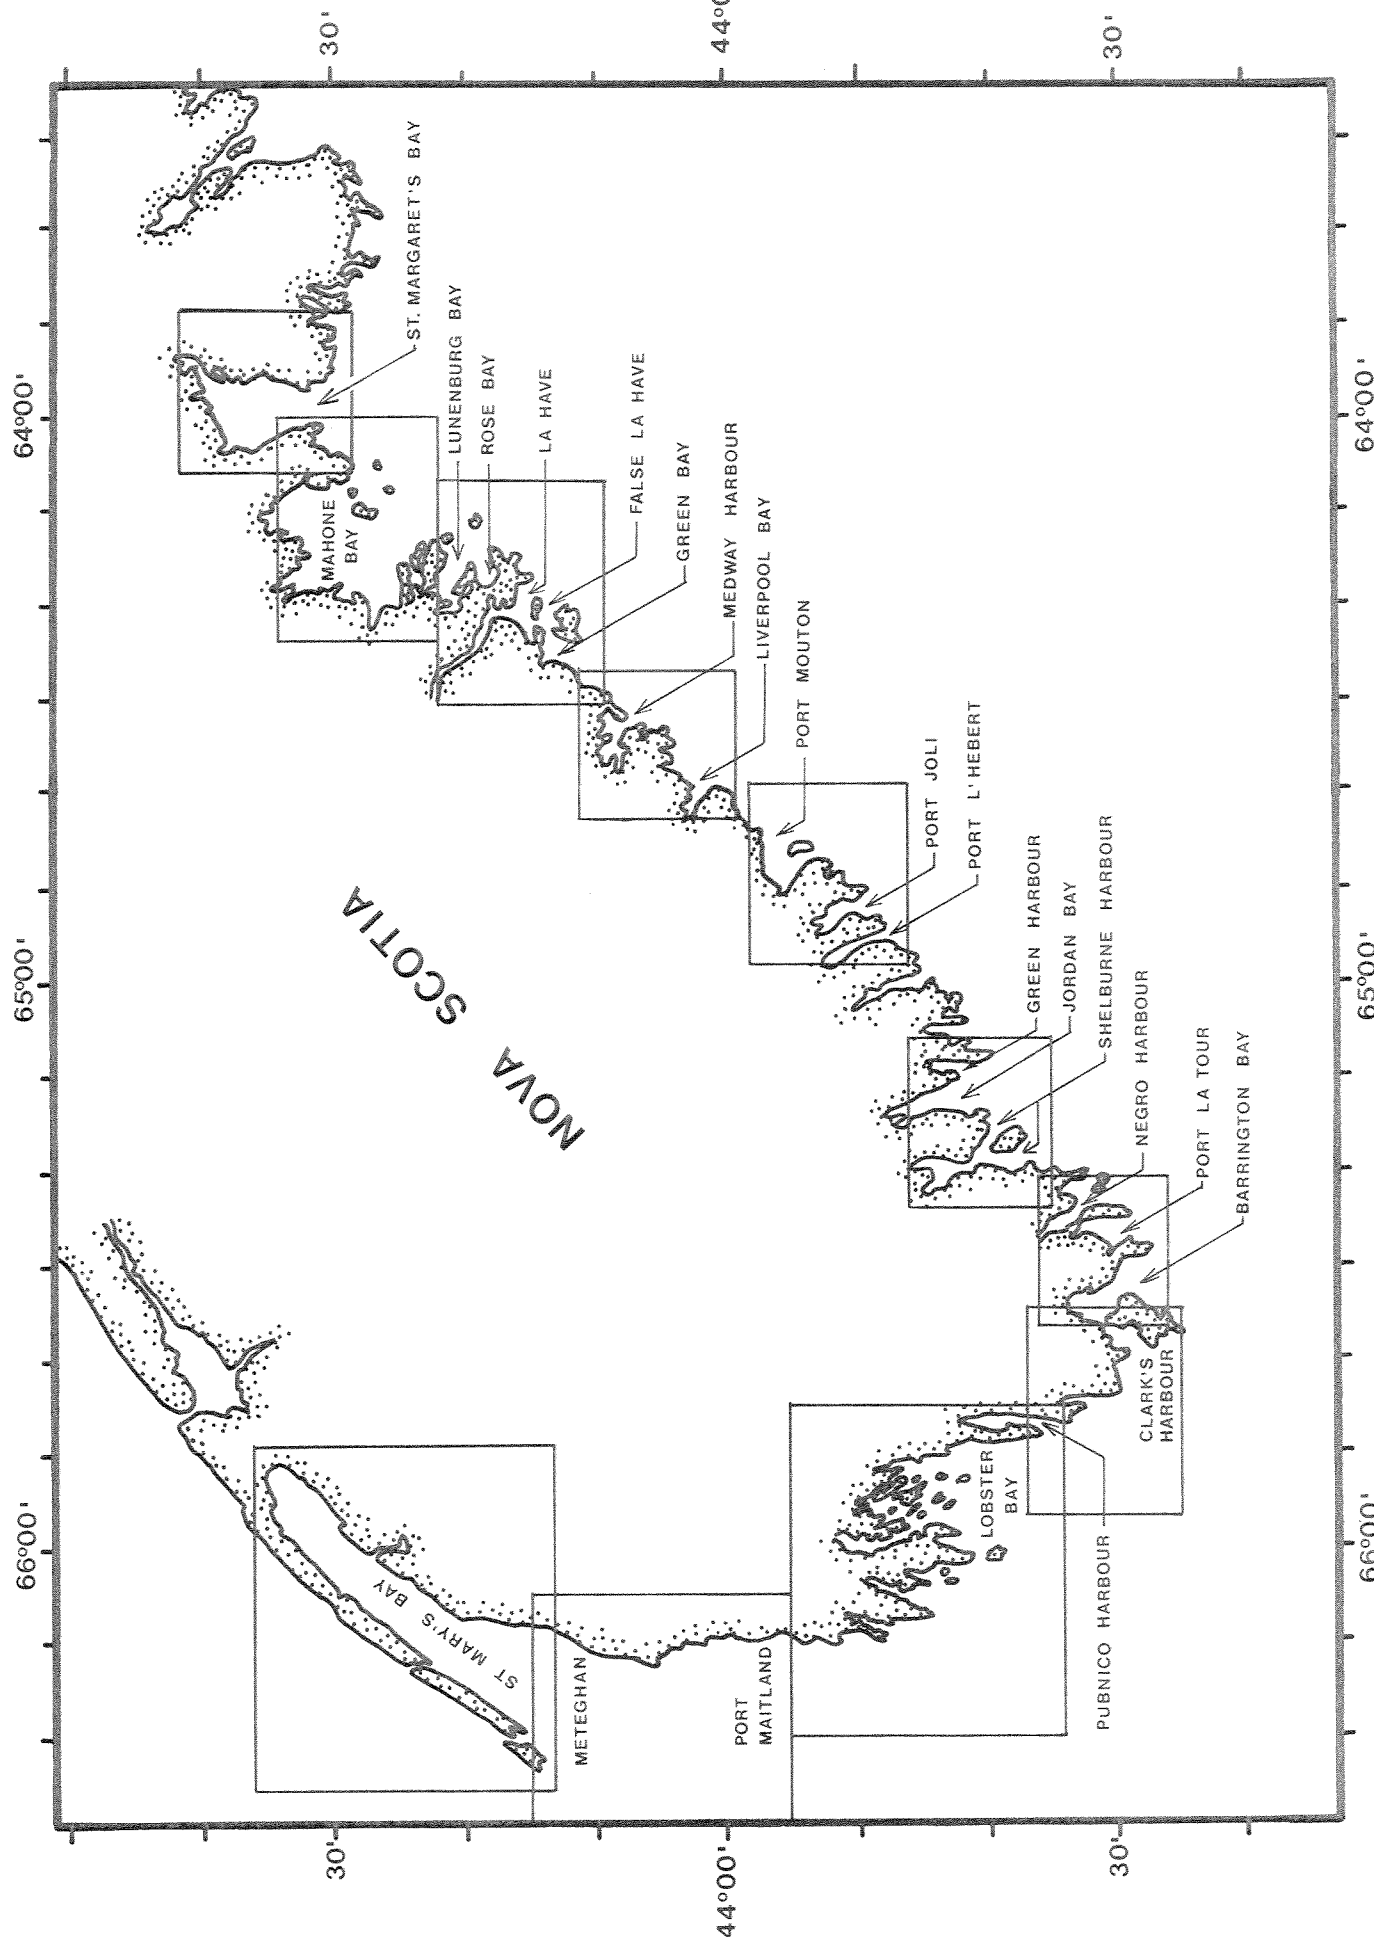 66°00'
65°00'
64°00'
30'
44°00'
30'
30'
44°0
30'
66°00'
65°00'
64°00'
NOVA SCOTIA
ST. MARGARET'S BAY
MAHONE
BAY
LUNENBURG BAY
ROSE BAY
LA HAVE
FALSE LA HAVE
GREEN BAY
MEDWAY HARBOUR
LIVERPOOL BAY
PORT MOUTON
PORT JOLI
PORT L'HEBERT
GREEN HARBOUR
JORDAN BAY
SHELBURNE HARBOUR
NEGRO HARBOUR
PORT LA TOUR
BARRINGTON BAY
CLARK'S
HARBOUR
PUBNICO HARBOUR
LOBSTER
BAY
PORT
MAITLAND
METEGHAN
ST MARY'S BAY